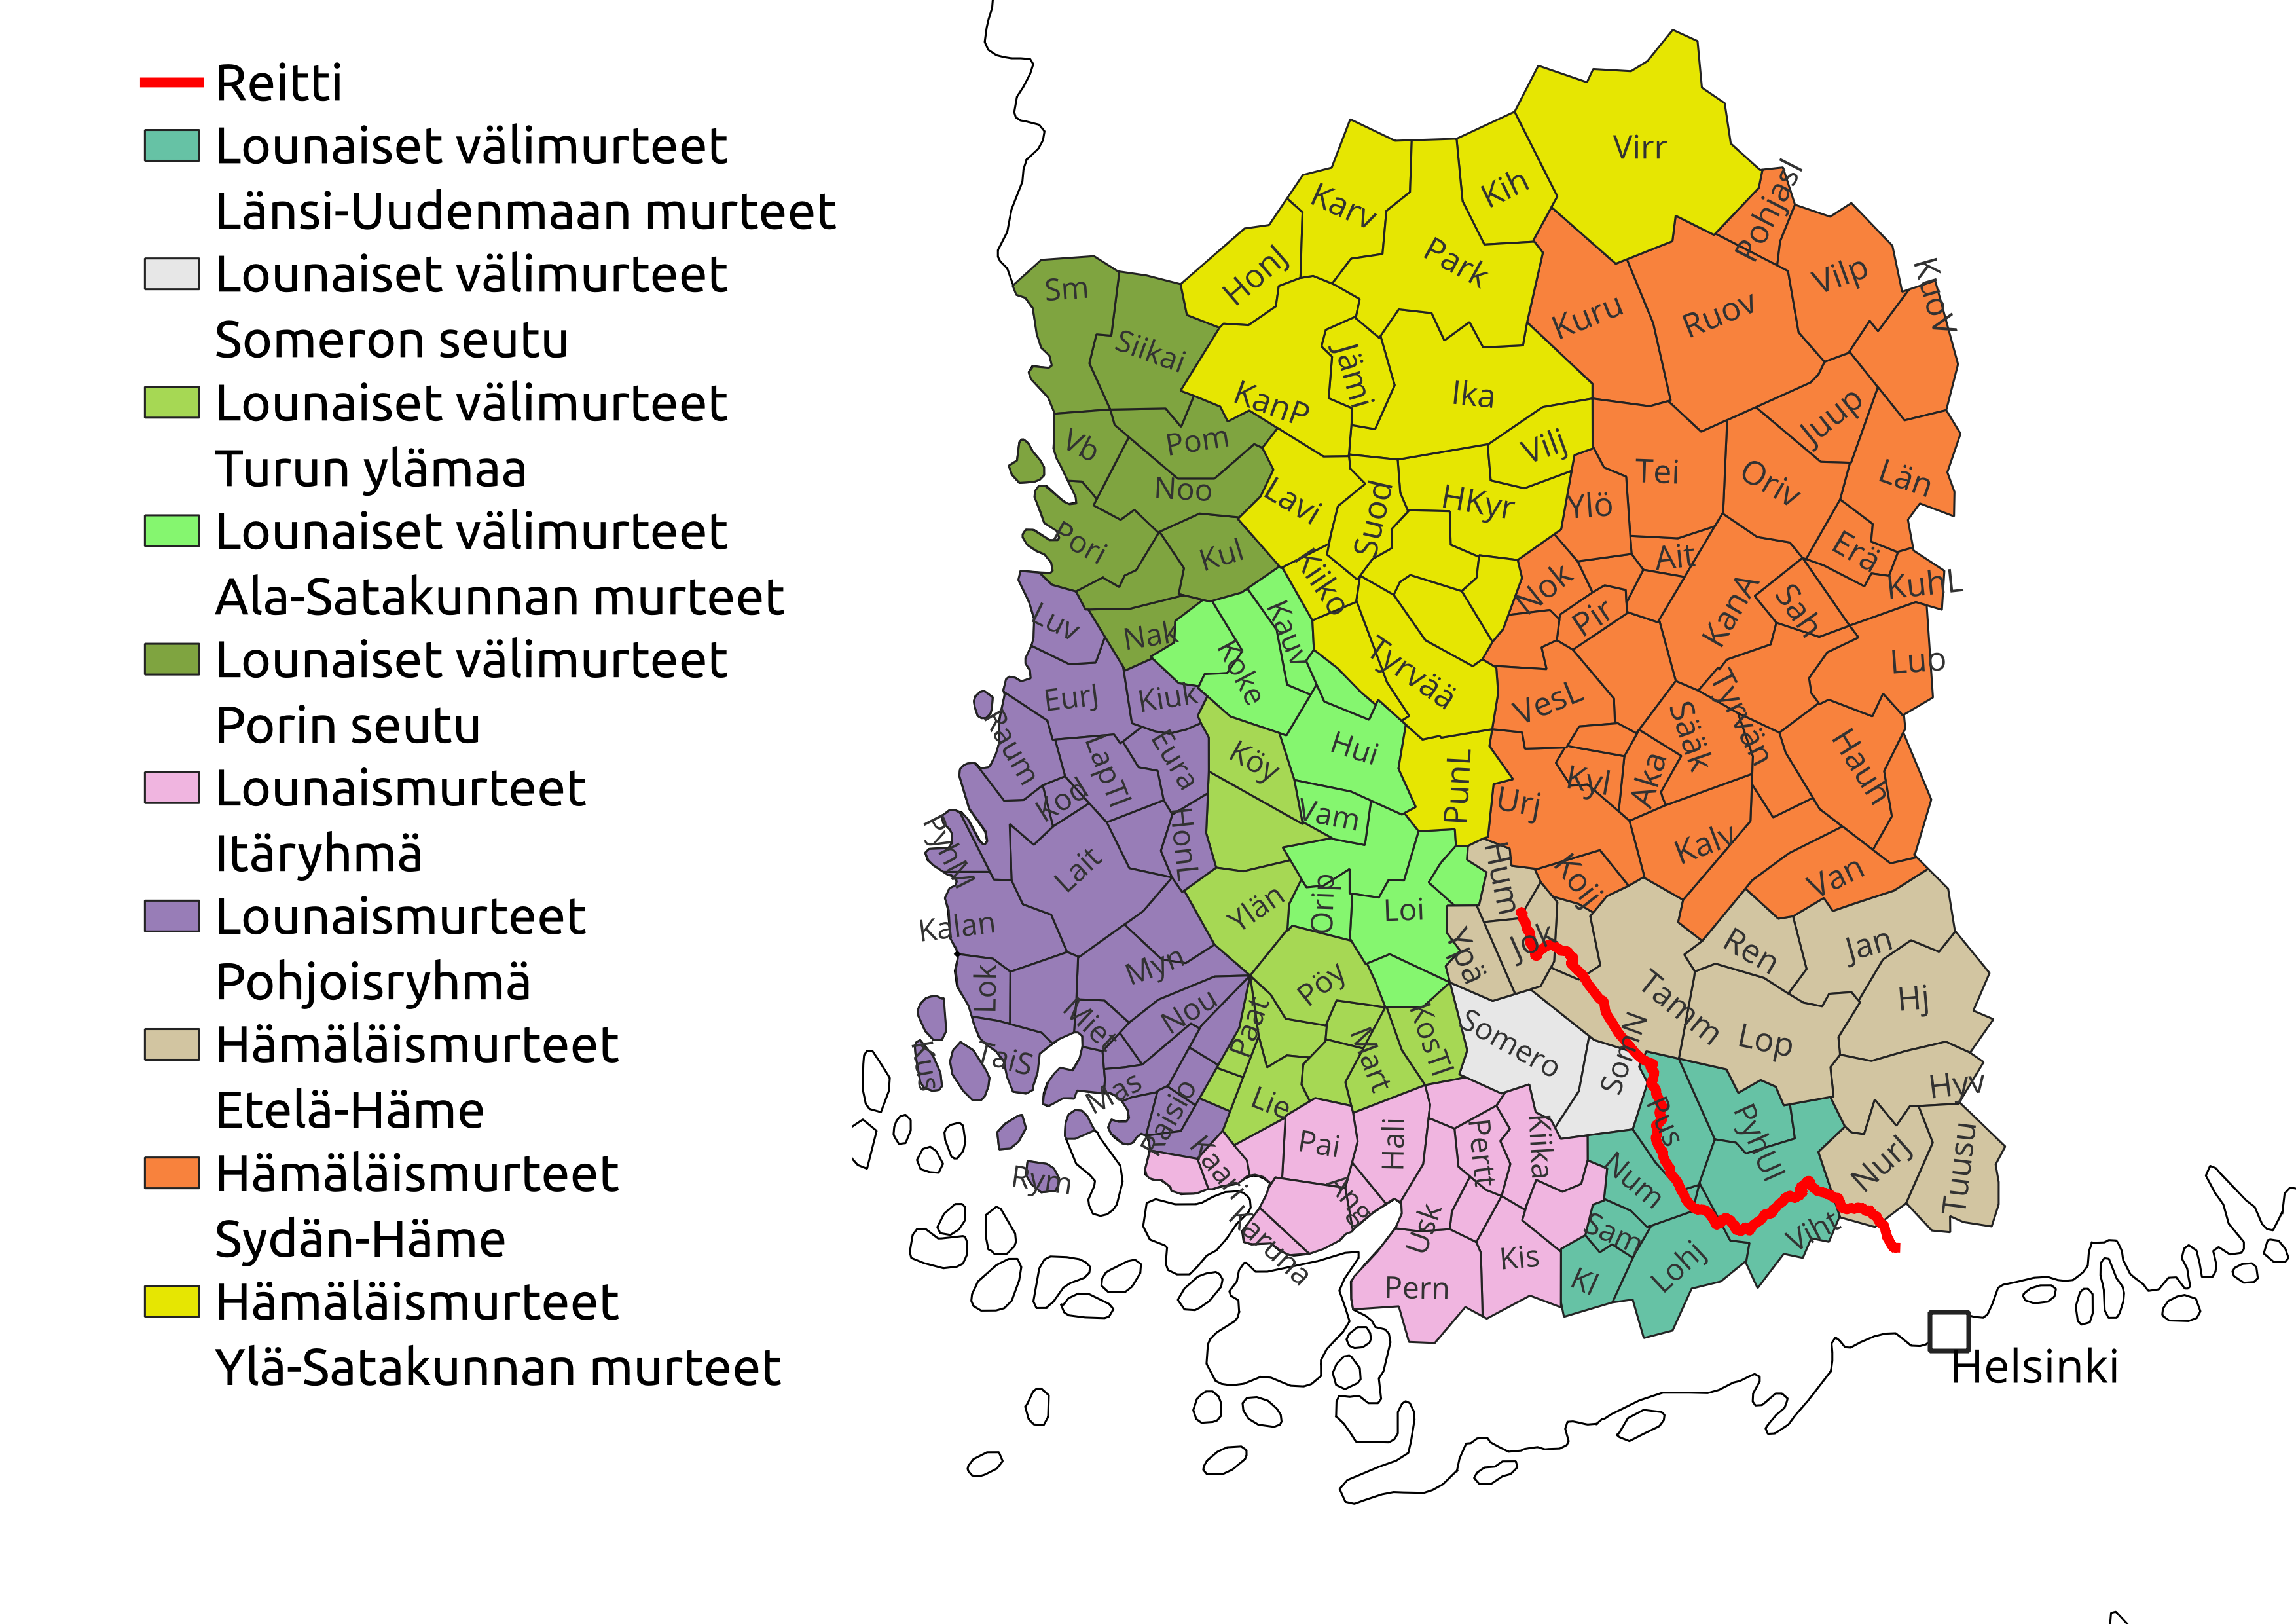 Reitti
Lounaiset välimurteet
Länsi-Uudenmaan murteet
Lounaiset välimurteet
Someron seutu
Lounaiset välimurteet
Turun ylämaa
Lounaiset välimurteet
Ala-Satakunnan murteet
Lounaiset välimurteet
Porin seutu
Lounaismurteet
Itäryhmä
Lounaismurteet
Pohjoisryhmä
Hämäläismurteet
Etelä-Häme
Hämäläismurteet
Sydän-Häme
Hämäläismurteet
Ylä-Satakunnan murteet
Virr
Kih
Karv
Pohjasl
Park
HonJ
Vilp
Kuov
Sm
Kuru
Ruov
Siikai
Jämi
Ika
KanP
Juup
Vb
Pom
Vilj
Tei
Oriv
Län
Noo
Lavi
Suod
HKyr
Ylö
Pori
Kul
Ait
Erä
Kiiko
Nok
Pir
KanA
Sah
KuhL
Luv
Nak
Kauv
Koke
Tyrvää
Luo
EurJ
Kiuk
VesL
Raum
LapTl
Eura
Köy
Hui
Sääk
Tyrvän
Hauh
Kod
PunL
Urj
Kyl
Aka
Vam
PyhMl
HonL
Lait
Hum
Koij
Kalv
Van
Kalan
Ylän
Orip
Loi
Ypä
Jok
Ren
Jan
Lok
Myn
Pöy
Tamm
Hj
Miet
Nou
Paat
Mart
KosTl
Somero
SomN
Lop
Kus
TaiS
Mas
Raisio
Lie
Hyv
Rym
Kaari
Pai
Hali
Pertt
Kiika
Pus
PyhUl
NurJ
Tuusu
Karuna
Ang
Usk
Num
Sam
Viht
Pern
Kis
Kl
Lohj
Helsinki